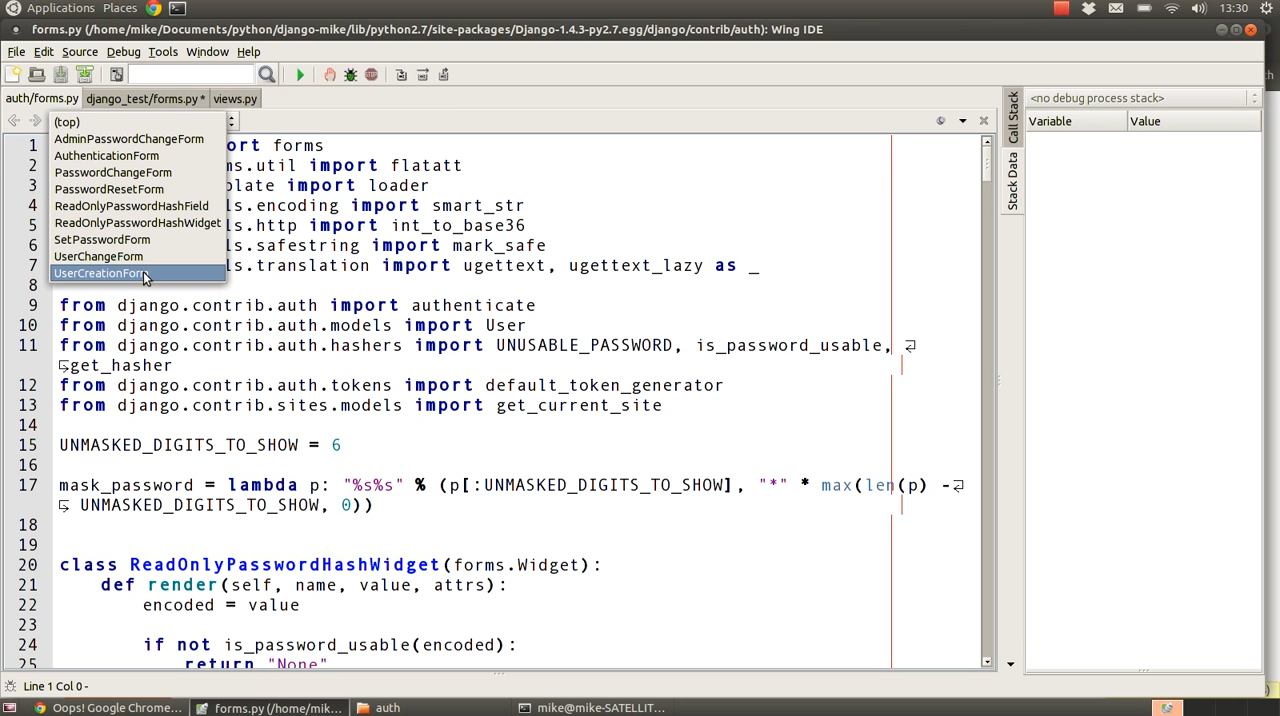 Applications Places
13:30
forms.py (/home/mike/Documents/python/django-mike/lib/python2.7/site-packages/Django-1.4.3-py2.7.egg/django/contrib/auth): Wing IDE
File Edit Source Debug Tools Window Help
auth/forms.py django_test/forms.py * views.py
<no debug process stack>
Variable Value
Call Stack
Stack Data
(top)
AdminPasswordChangeForm
AuthenticationForm
PasswordChangeForm
PasswordResetForm
ReadOnlyPasswordHashField
ReadOnlyPasswordHashWidget
SetPasswordForm
UserChangeForm
UserCreationForm
1 ort forms
2 ms.util import flatatt
3 plate import loader
4 ls.encoding import smart_str
5 ls.http import int_to_base36
6 ls.safestring import mark_safe
7 ls.translation import ugettext, ugettext_lazy as _
8
9 from django.contrib.auth import authenticate
10 from django.contrib.auth.models import User
11 from django.contrib.auth.hashers import UNUSABLE_PASSWORD, is_password_usable,
get_hasher
12 from django.contrib.auth.tokens import default_token_generator
13 from django.contrib.sites.models import get_current_site
14
15 UNMASKED_DIGITS_TO_SHOW = 6
16
17 mask_password = lambda p: "%s%s" % (p[:UNMASKED_DIGITS_TO_SHOW], "*" * max(len(p) -
UNMASKED_DIGITS_TO_SHOW, 0))
18
19
20 class ReadOnlyPasswordHashWidget(forms.Widget):
21 def render(self, name, value, attrs):
22 encoded = value
23
24 if not is_password_usable(encoded):
25 return "None"
Line 1 Col 0 -
Oops! Google Chrome... forms.py (/home/mik... auth mike@mike-SATELLIT...